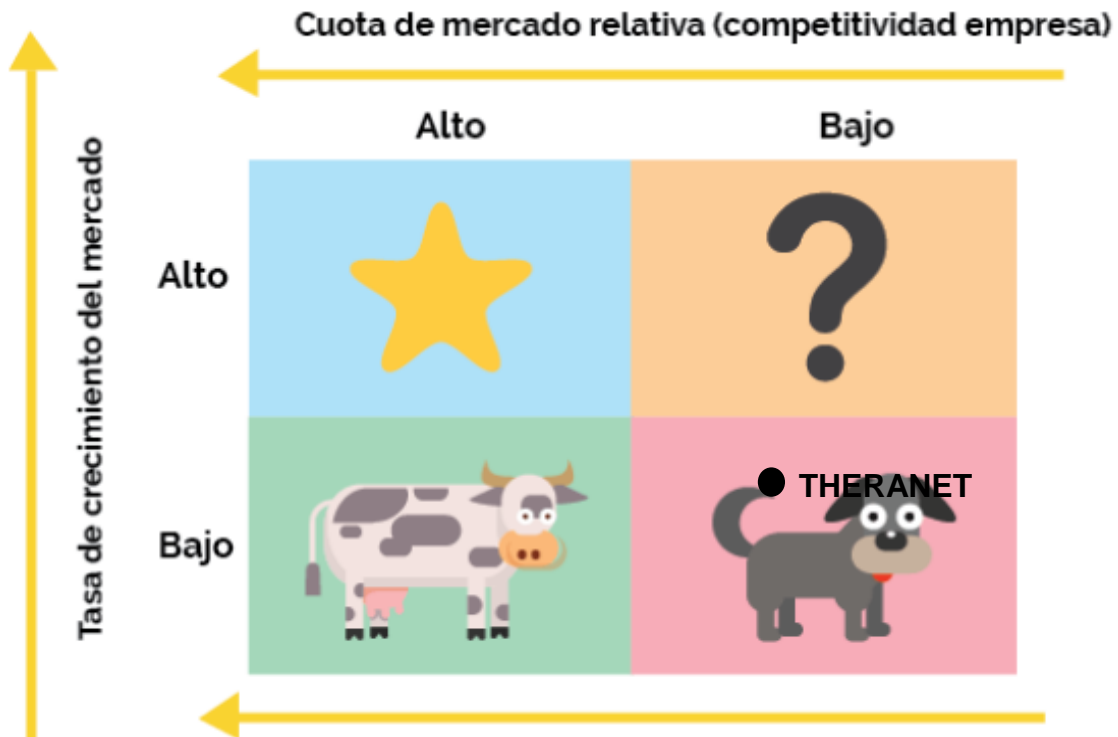 Cuota de mercado relativa (competitividad empresa)
Alto
Bajo
Tasa de crecimiento del mercado
Alto
?
THERANET
Bajo